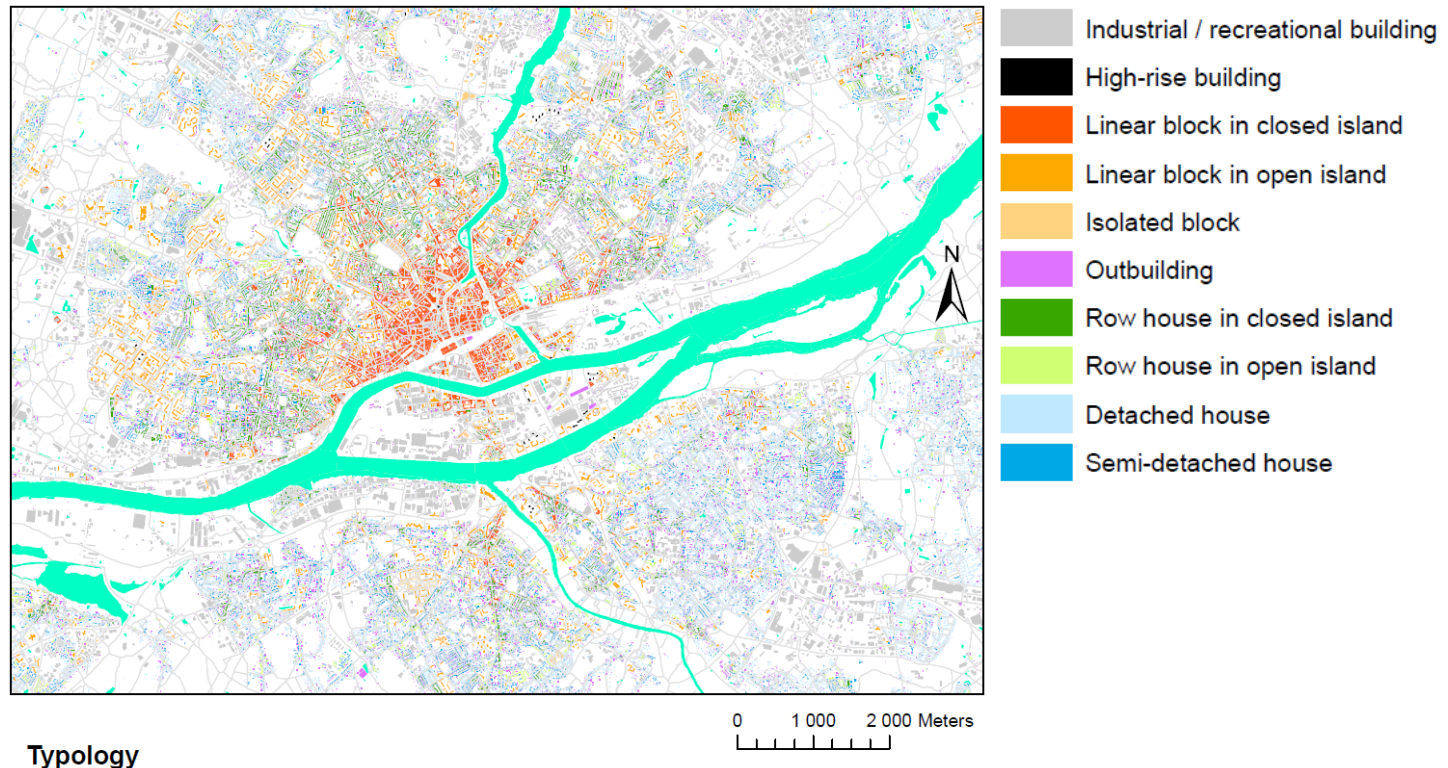 Industrial / recreational building
High-rise building
Linear block in closed island
Linear block in open island
Isolated block
Outbuilding
Row house in closed island
Row house in open island
Detached house
Semi-detached house
N
0 1 000 2 000 Meters
Typology